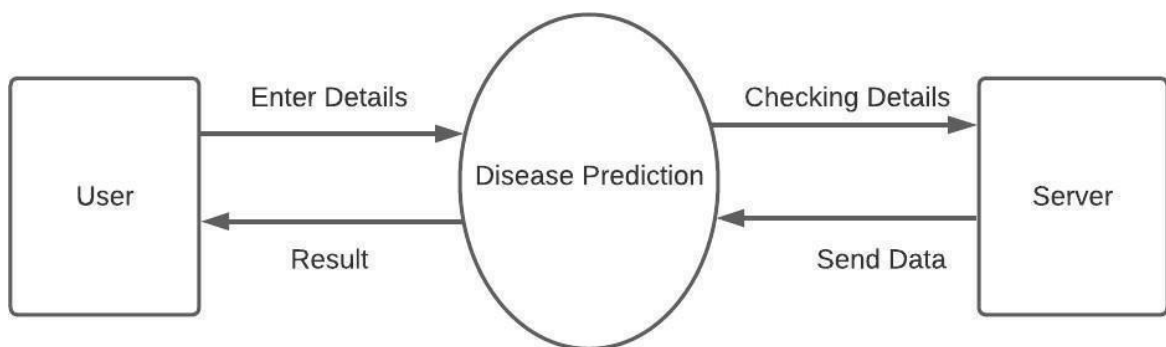 Enter Details
Checking Details
User
Disease Prediction
Server
Result
Send Data